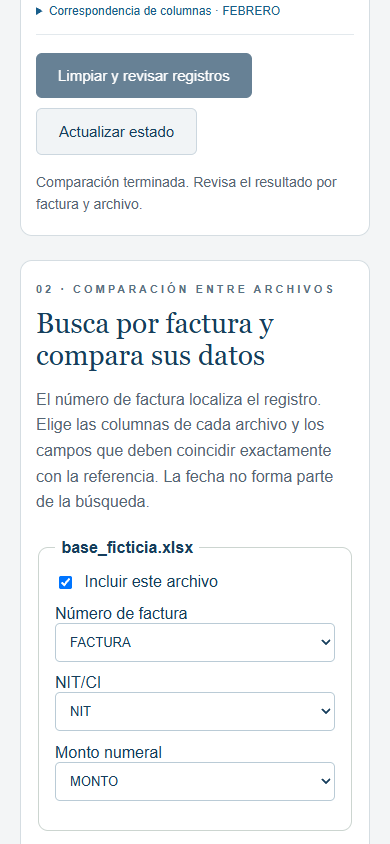 Correspondencia de columnas · FEBRERO
Limpiar y revisar registros
Actualizar estado
Comparación terminada. Revisa el resultado por
factura y archivo.
02 · COMPARACIÓN ENTRE ARCHIVOS
Busca por factura y
compara sus datos
El número de factura localiza el registro.
Elige las columnas de cada archivo y los
campos que deben coincidir exactamente
con la referencia. La fecha no forma parte
de la búsqueda.
base_ficticia.xlsx
Incluir este archivo
Número de factura
FACTURA
NIT/CI
NIT
Monto numeral
MONTO